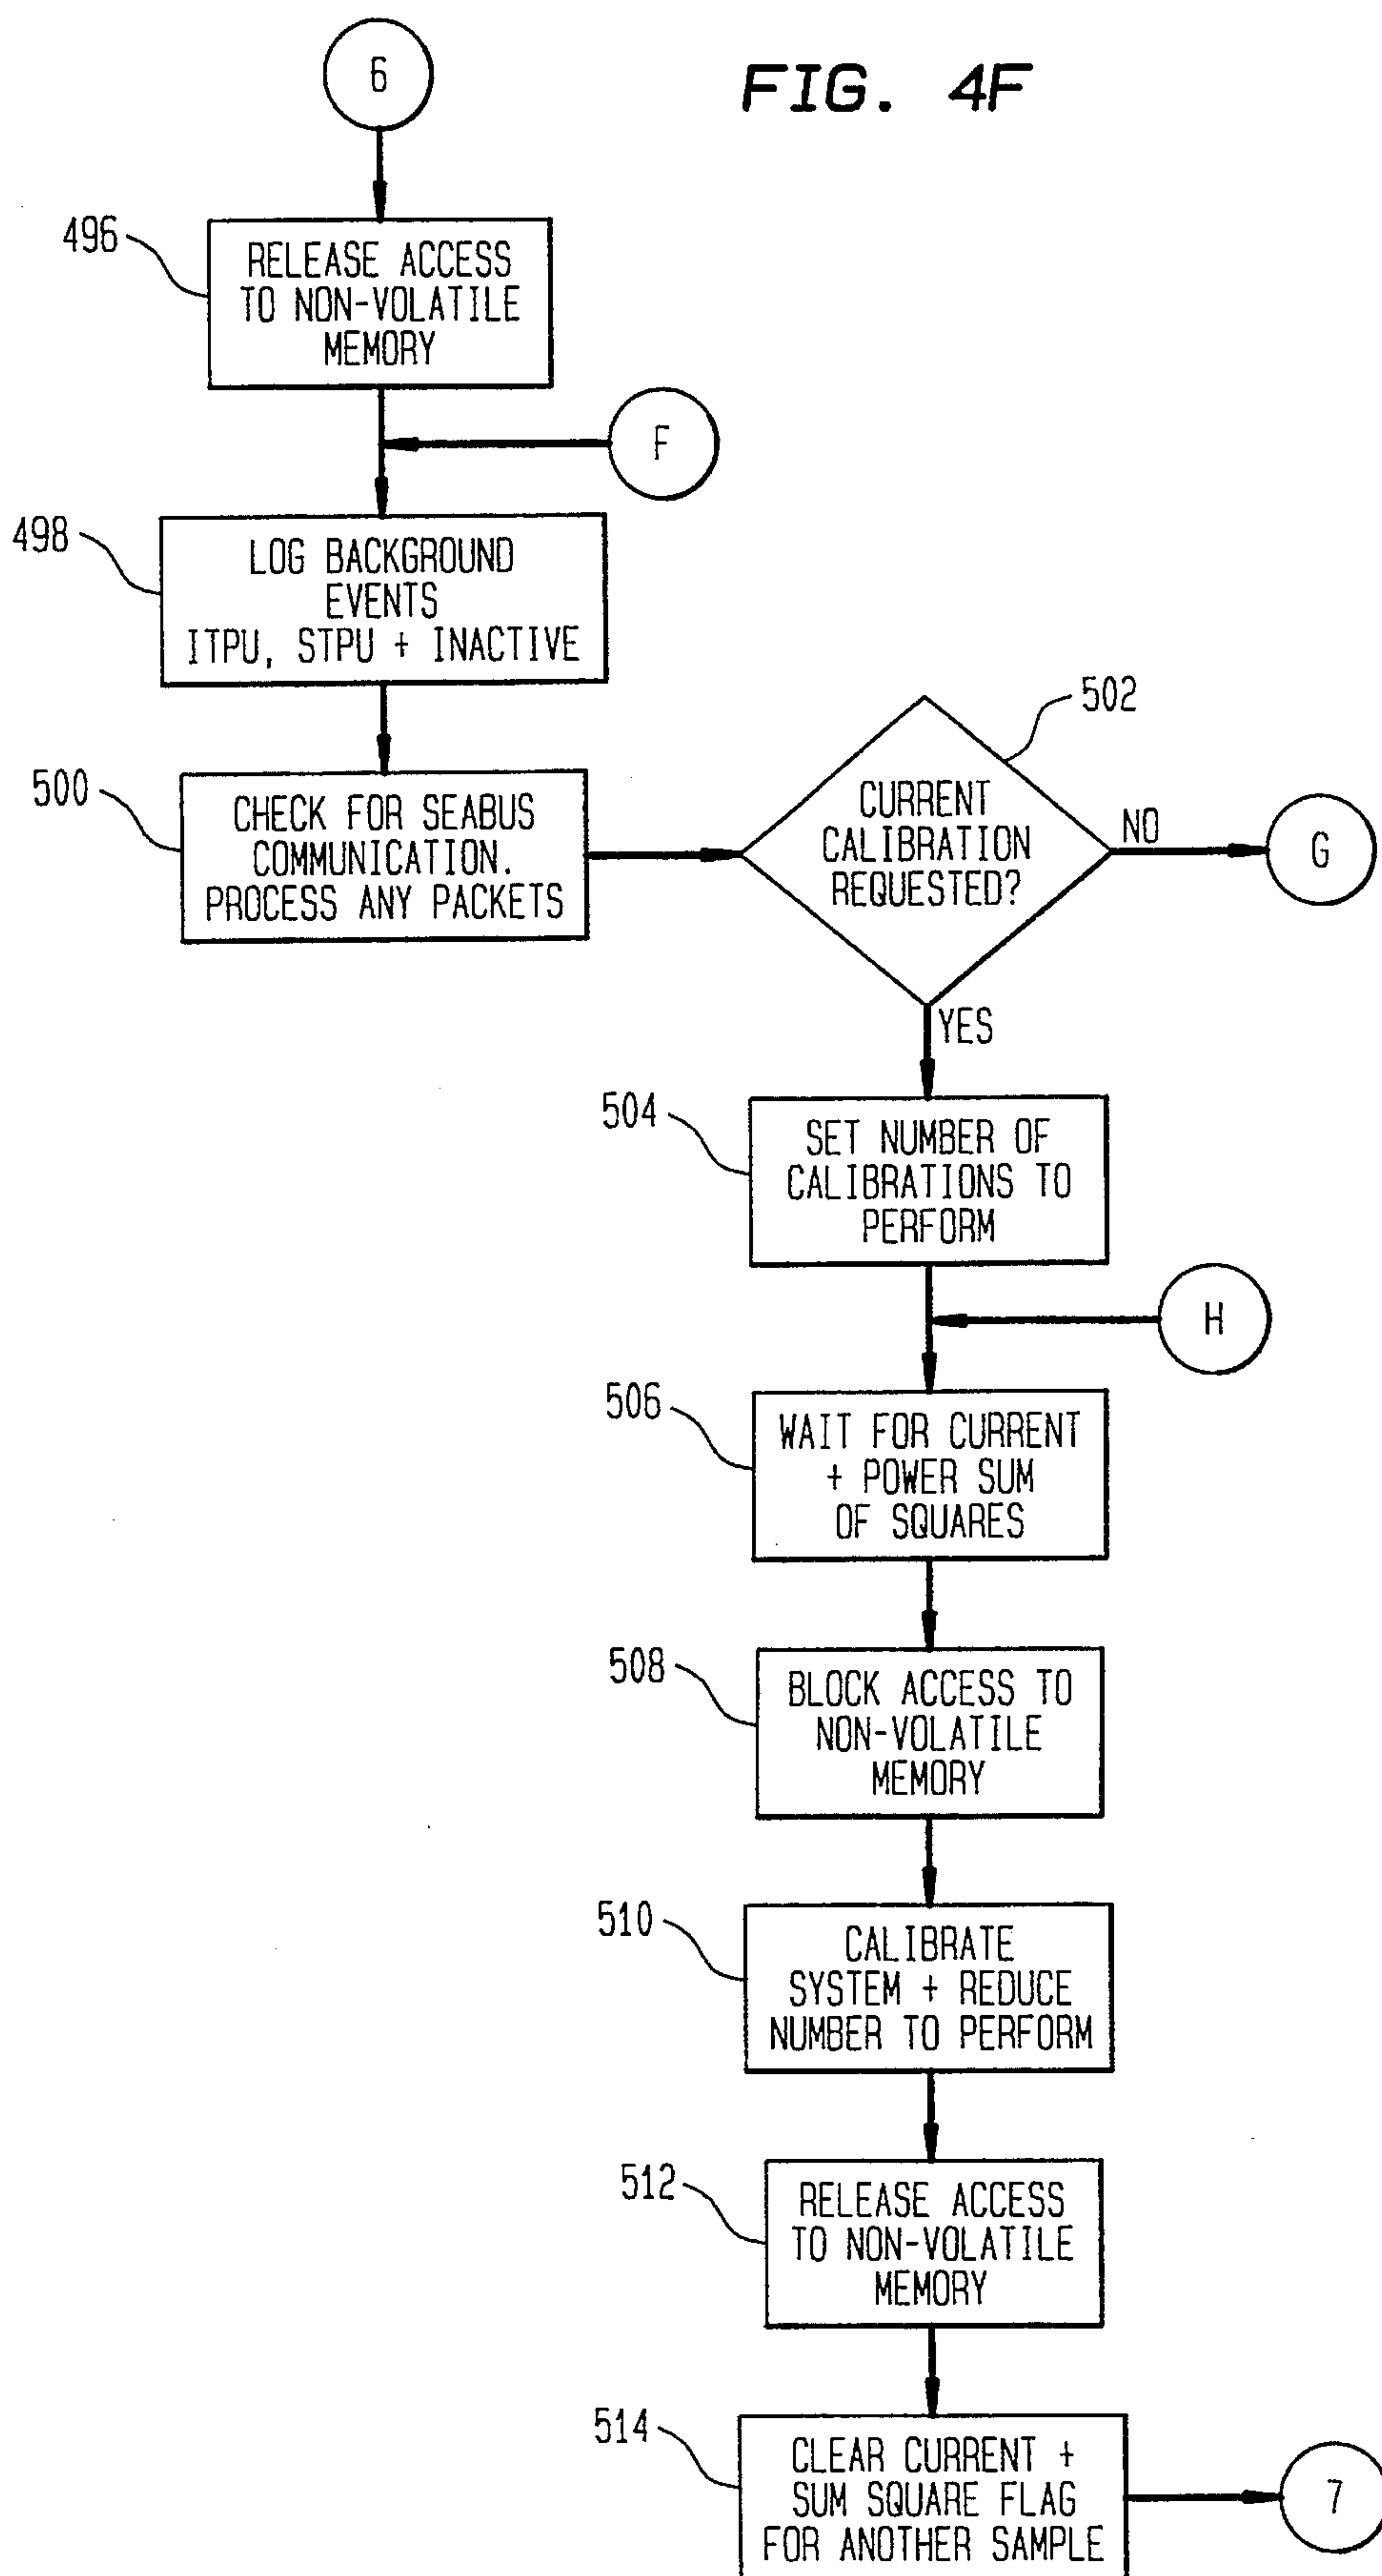 6
FIG. 4F
496
RELEASE ACCESS
TO NON-VOLATILE
MEMORY
F
498
LOG BACKGROUND
EVENTS
ITPU, STPU + INACTIVE
500
CHECK FOR SEABUS
COMMUNICATION.
PROCESS ANY PACKETS
502
CURRENT
CALIBRATION
REQUESTED?
NO
G
YES
504
SET NUMBER OF
CALIBRATIONS TO
PERFORM
H
506
WAIT FOR CURRENT
+ POWER SUM
OF SQUARES
508
BLOCK ACCESS TO
NON-VOLATILE
MEMORY
510
CALIBRATE
SYSTEM + REDUCE
NUMBER TO PERFORM
512
RELEASE ACCESS
TO NON-VOLATILE
MEMORY
514
CLEAR CURRENT +
SUM SQUARE FLAG
FOR ANOTHER SAMPLE
7